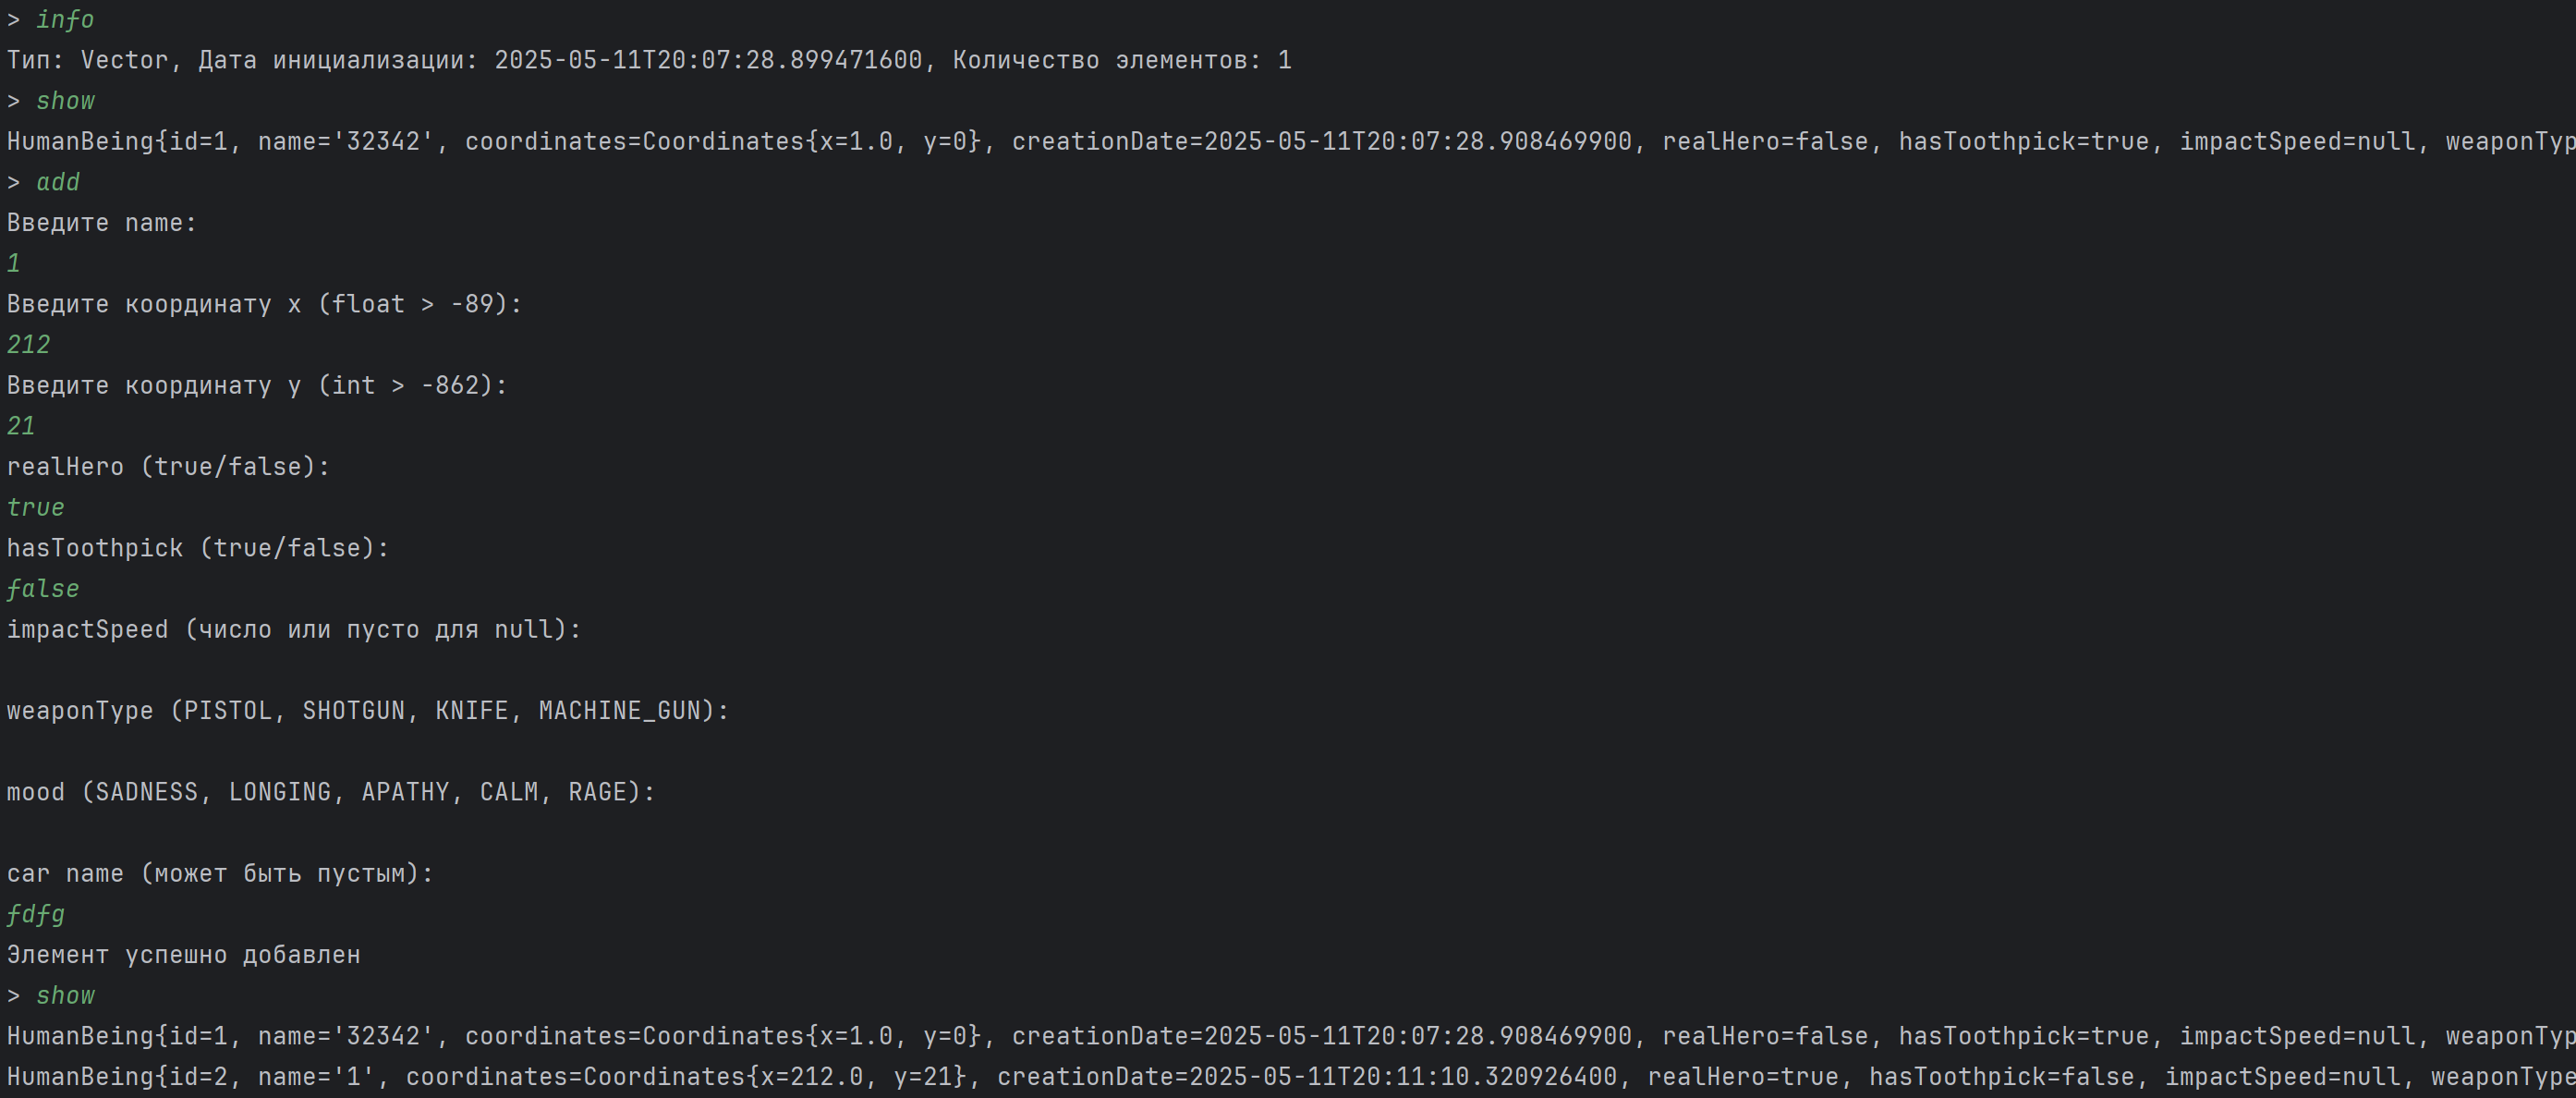 > info
Тип: Vector, Дата инициализации: 2025-05-11T20:07:28.899471600, Количество элементов: 1
> show
HumanBeing{id=1, name='32342', coordinates=Coordinates{x=1.0, y=0}, creationDate=2025-05-11T20:07:28.908469900, realHero=false, hasToothpick=true, impactSpeed=null, weaponTyp
> add
Введите name:
1
Введите координату x (float > -89):
212
Введите координату y (int > -862):
21
realHero (true/false):
true
hasToothpick (true/false):
false
impactSpeed (число или пусто для null):
weaponType (PISTOL, SHOTGUN, KNIFE, MACHINE_GUN):
mood (SADNESS, LONGING, APATHY, CALM, RAGE):
car name (может быть пустым):
fdfg
Элемент успешно добавлен
> show
HumanBeing{id=1, name='32342', coordinates=Coordinates{x=1.0, y=0}, creationDate=2025-05-11T20:07:28.908469900, realHero=false, hasToothpick=true, impactSpeed=null, weaponTyp
HumanBeing{id=2, name='1', coordinates=Coordinates{x=212.0, y=21}, creationDate=2025-05-11T20:11:10.320926400, realHero=true, hasToothpick=false, impactSpeed=null, weaponType